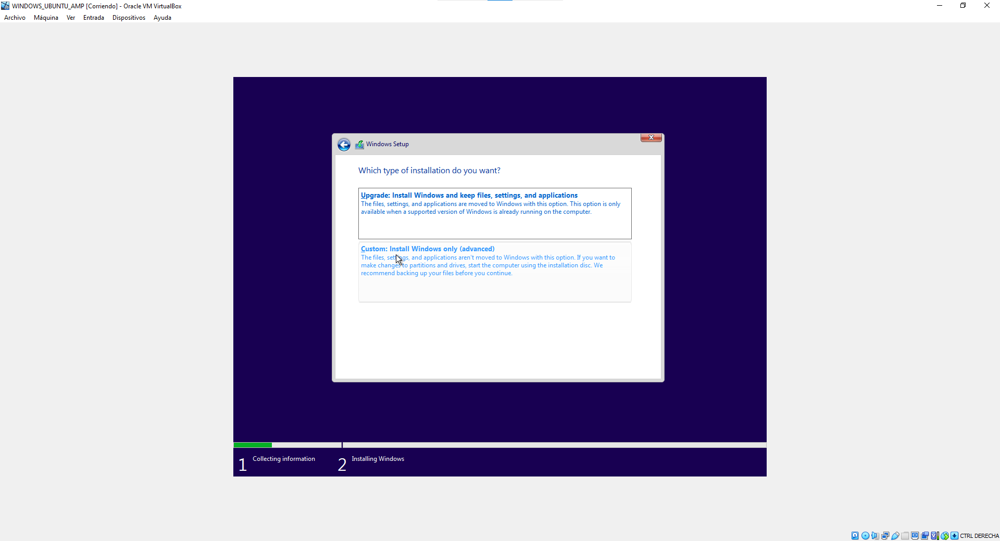 WINDOWS_UBUNTU_AMP [Corriendo] - Oracle VM VirtualBox
Archivo Máquina Ver Entrada Dispositivos Ayuda
Windows Setup
Which type of installation do you want?
Upgrade: Install Windows and keep files, settings, and applications
The files, settings, and applications are moved to Windows with this option. This option is only
available when a supported version of Windows is already running on the computer.
Custom: Install Windows only (advanced)
The files, settings, and applications aren't moved to Windows with this option. If you want to
make changes to partitions and drives, start the computer using the installation disc. We
recommend backing up your files before you continue.
1 Collecting information 2 Installing Windows
CTRL DERECHA